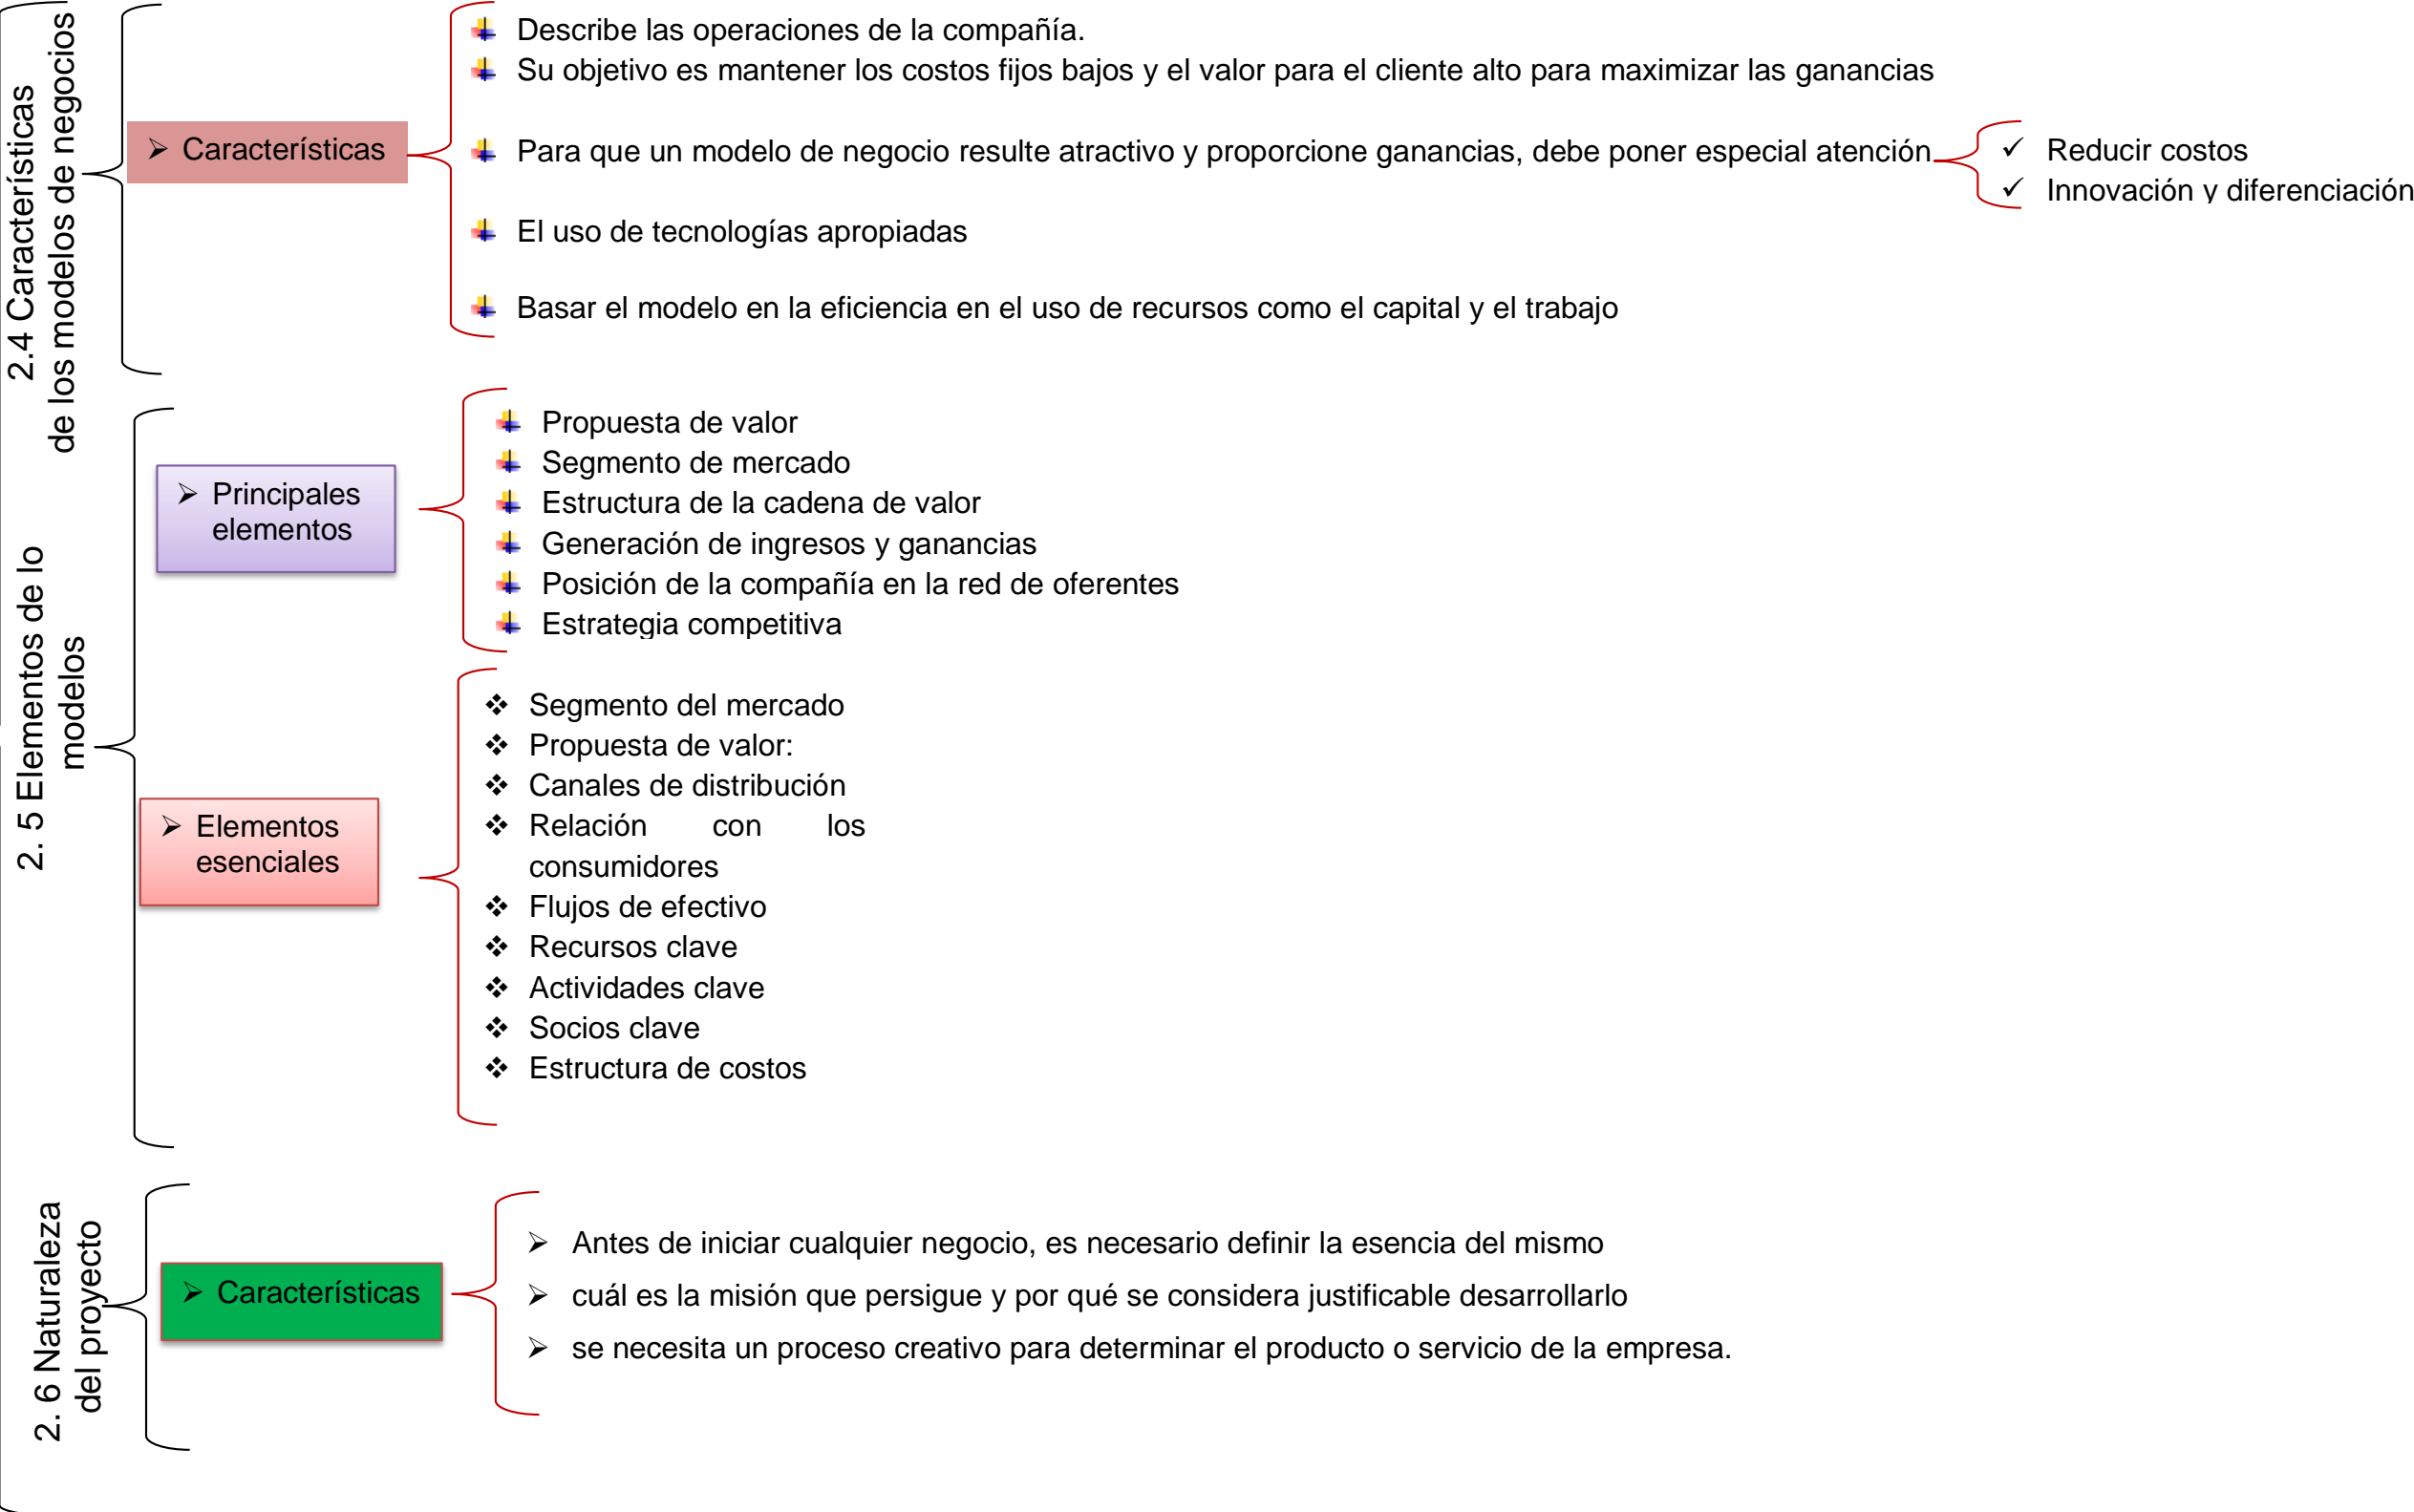 2.4 Características
de los modelos de negocios
Características
Describe las operaciones de la compañía.
Su objetivo es mantener los costos fijos bajos y el valor para el cliente alto para maximizar las ganancias
Para que un modelo de negocio resulte atractivo y proporcione ganancias, debe poner especial atención
Reducir costos
Innovación y diferenciación
El uso de tecnologías apropiadas
Basar el modelo en la eficiencia en el uso de recursos como el capital y el trabajo
2. 5 Elementos de lo
modelos
Principales
elementos
Propuesta de valor
Segmento de mercado
Estructura de la cadena de valor
Generación de ingresos y ganancias
Posición de la compañía en la red de oferentes
Estrategia competitiva
Elementos
esenciales
Segmento del mercado
Propuesta de valor:
Canales de distribución
Relación con los
consumidores
Flujos de efectivo
Recursos clave
Actividades clave
Socios clave
Estructura de costos
2. 6 Naturaleza
del proyecto
Características
Antes de iniciar cualquier negocio, es necesario definir la esencia del mismo
cuál es la misión que persigue y por qué se considera justificable desarrollarlo
se necesita un proceso creativo para determinar el producto o servicio de la empresa.